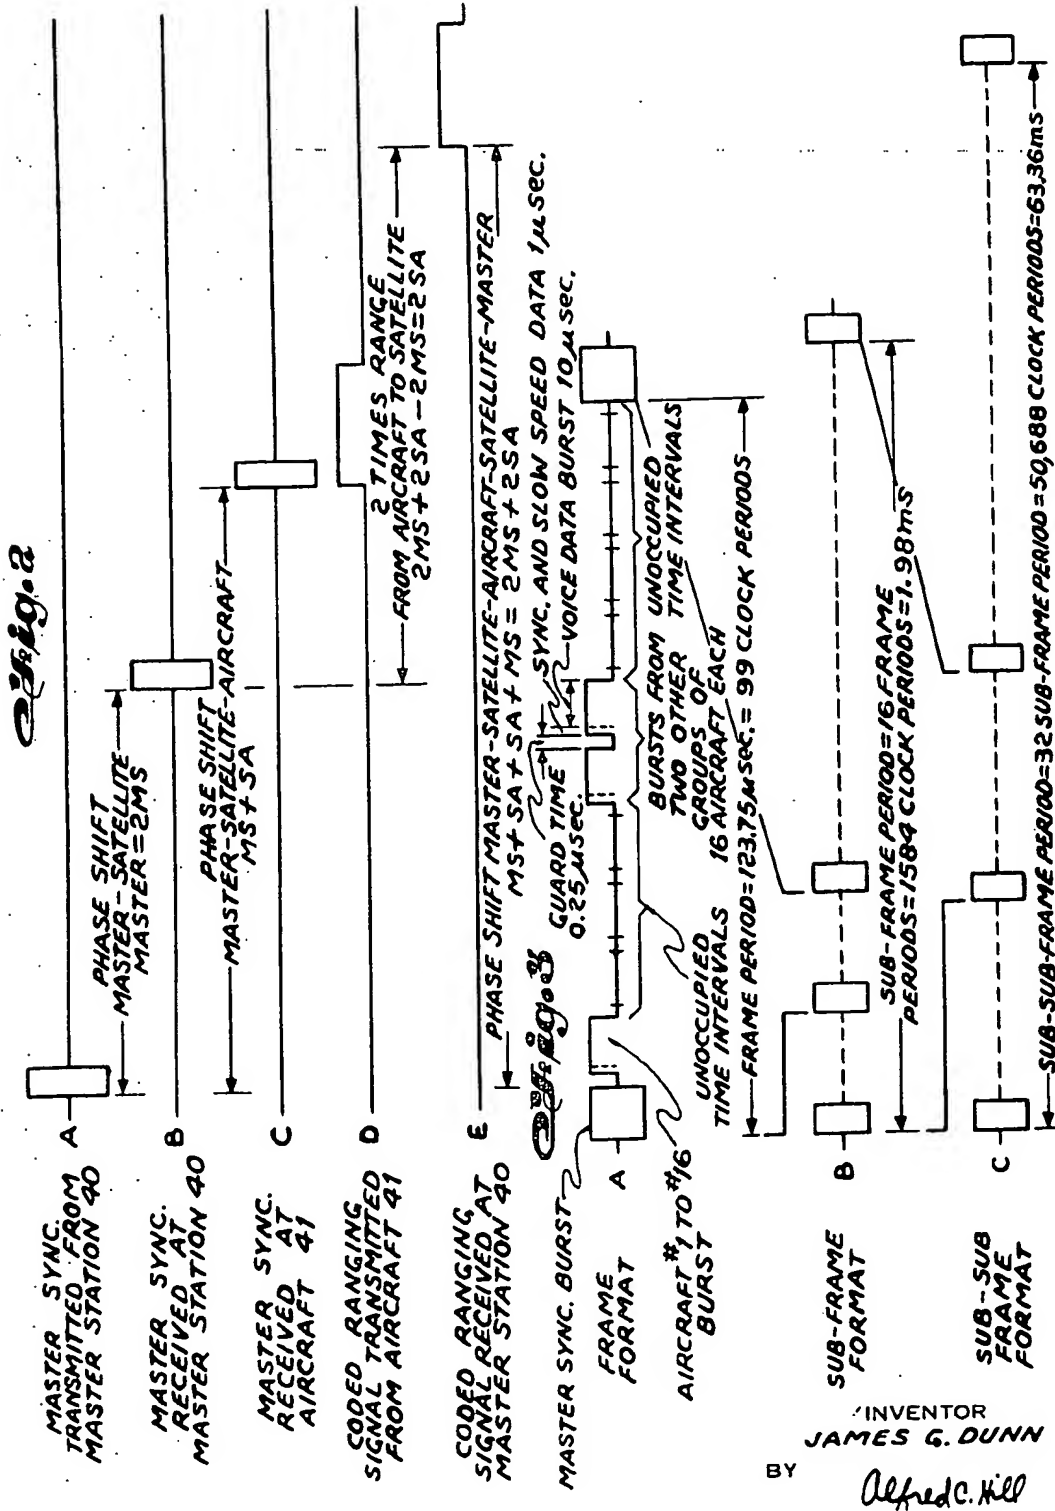 Fig. 2
MASTER SYNC.
TRANSMITTED FROM
MASTER STATION 40
A
PHASE SHIFT
MASTER-SATELLITE
MASTER=2MS
MASTER SYNC.
RECEIVED AT
MASTER STATION 40
B
PHASE SHIFT
MASTER-SATELLITE-AIRCRAFT
MS+SA
MASTER SYNC.
RECEIVED AT
AIRCRAFT 41
C
CODED RANGING
SIGNAL TRANSMITTED
FROM AIRCRAFT 41
D
2 TIMES RANGE
FROM AIRCRAFT TO SATELLITE
2MS+2SA-2MS=2SA
CODED RANGING
SIGNAL RECEIVED AT
MASTER STATION 40
E
PHASE SHIFT MASTER-SATELLITE-AIRCRAFT-SATELLITE-MASTER
MS+SA+SA+MS=2MS+2SA
Fig. 3
MASTER SYNC. BURST
GUARD TIME
0.25 µSEC.
SYNC. AND SLOW SPEED DATA 1 µSEC.
VOICE DATA BURST 10 µSEC.
FRAME
FORMAT
A
AIRCRAFT #1 TO #16
BURST
UNOCCUPIED
TIME INTERVALS
BURSTS FROM
TWO OTHER
GROUPS OF
16 AIRCRAFT EACH
UNOCCUPIED
TIME INTERVALS
FRAME PERIOD=123.75 µSEC.=99 CLOCK PERIODS
SUB-FRAME
FORMAT
B
SUB-FRAME PERIOD=16 FRAME
PERIODS=1584 CLOCK PERIODS=1.98ms
SUB-SUB
FRAME
FORMAT
C
SUB-SUB-FRAME PERIOD=32 SUB-FRAME PERIOD=50,688 CLOCK PERIODS=63.36ms
INVENTOR
JAMES G. DUNN
BY
Alfred C. Hill